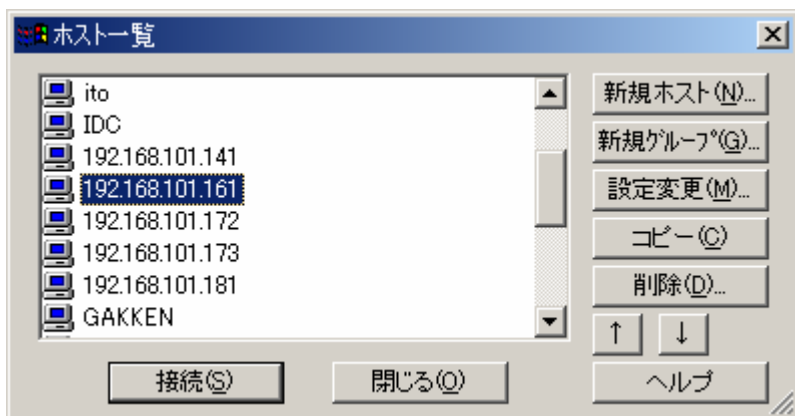 ホスト一覧
ito
IDC
192.168.101.141
192.168.101.161
192.168.101.172
192.168.101.173
192.168.101.181
GAKKEN
新規ホスト(N)...
新規グループ(G)...
設定変更(M)...
コピー(C)
削除(D)...
↑ ↓
接続(S)
閉じる(O)
ヘルプ